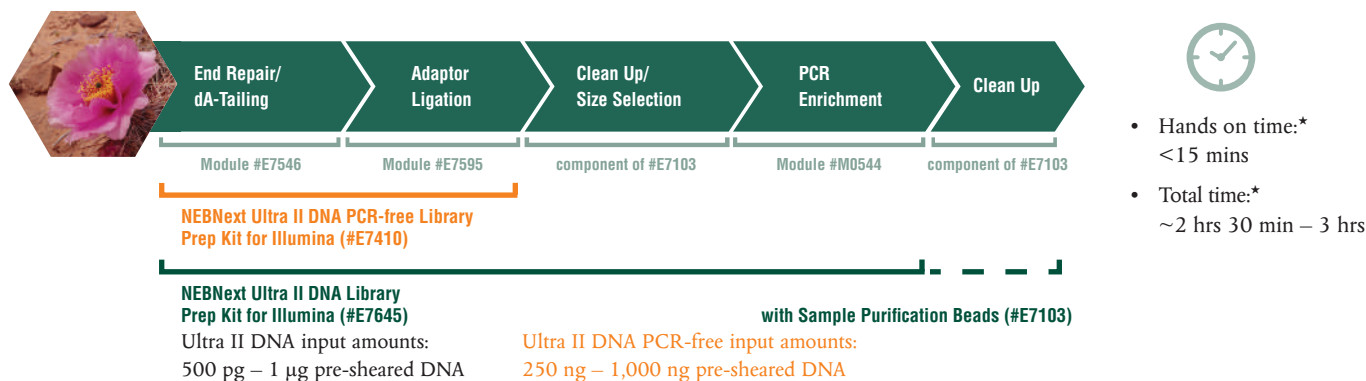 End Repair/
dA-Tailing
Adaptor
Ligation
Clean Up/
Size Selection
PCR
Enrichment
Clean Up
Module #E7546
Module #E7595
component of #E7103
Module #M0544
component of #E7103
NEBNext Ultra II DNA PCR-free Library
Prep Kit for Illumina (#E7410)
NEBNext Ultra II DNA Library
Prep Kit for Illumina (#E7645)
with Sample Purification Beads (#E7103)
Ultra II DNA input amounts:
500 pg – 1 µg pre-sheared DNA
Ultra II DNA PCR-free input amounts:
250 ng – 1,000 ng pre-sheared DNA
• Hands on time:★
<15 mins
• Total time:★
~2 hrs 30 min – 3 hrs